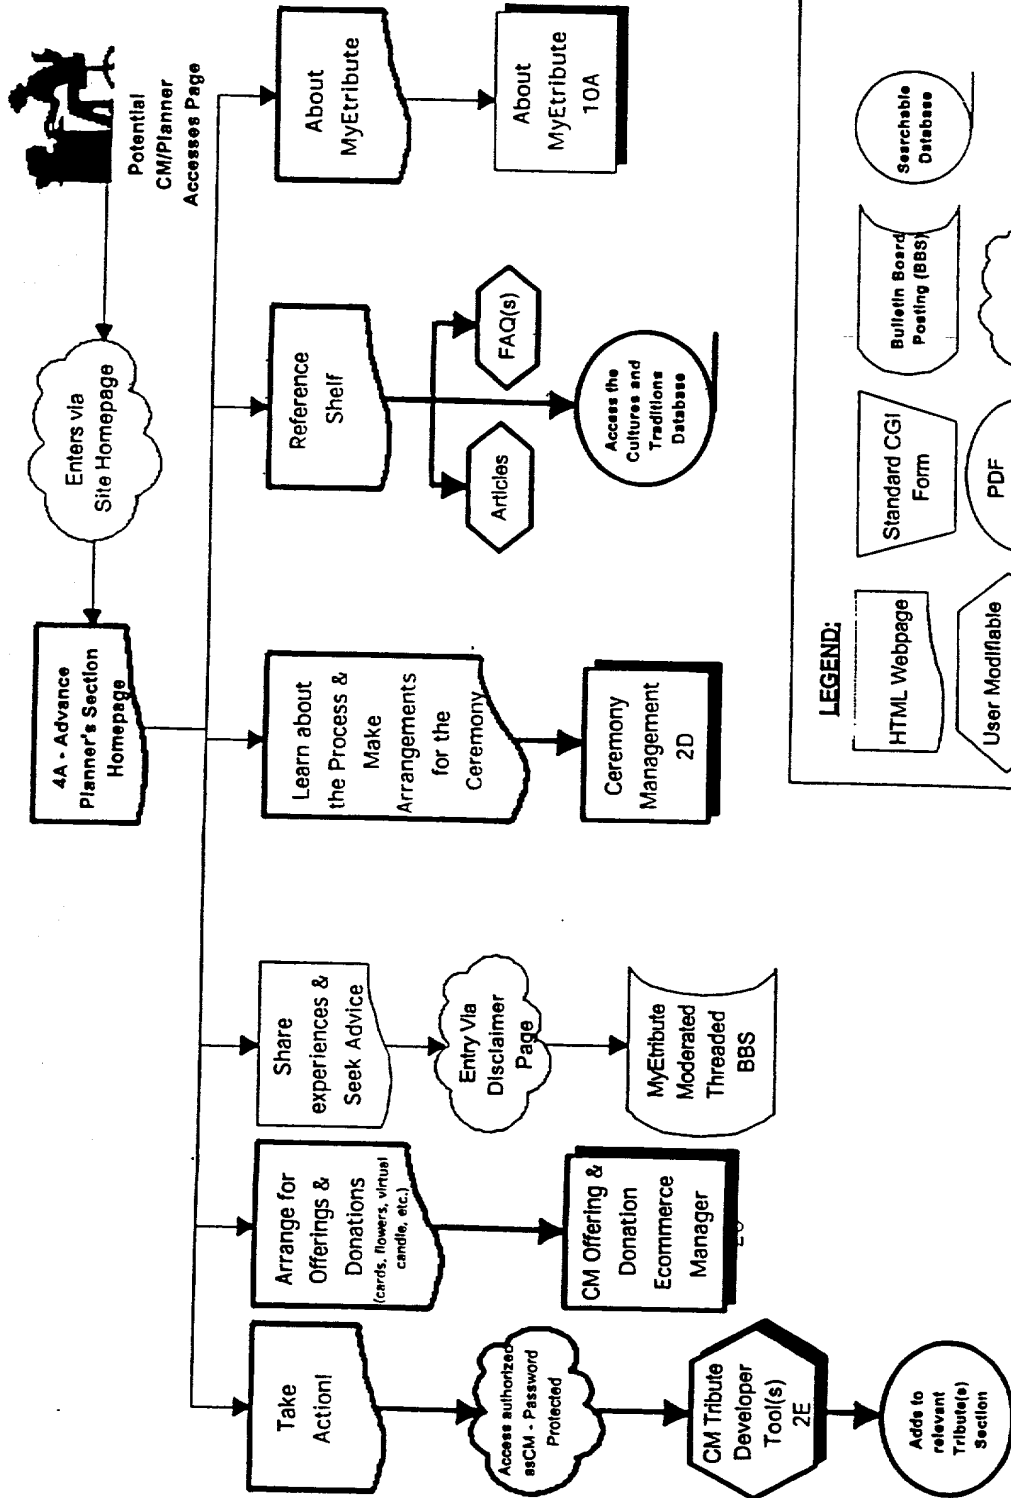 Potential
CM/Planner
Accesses Page
Enters via
Site Homepage
4A - Advance
Planner's Section
Homepage
Take
Action!
Access authorized
asCM - Password
Protected
CM Tribute
Developer
Tool(s)
2E
Adds to
relevant
Tribute(s)
Section
Arrange for
Offerings &
Donations
(cards, flowers, virtual
candle, etc.)
CM Offering &
Donation
Ecommerce
Manager
Share
experiences &
Seek Advice
Entry Via
Disclaimer
Page
MyEtribute
Moderated
Threaded
BBS
Learn about
the Process &
Make
Arrangements
for the
Ceremony
Ceremony
Management
2D
Reference
Shelf
Articles
FAQ(s)
Access the
Cultures and
Traditions
Database
About
MyEtribute
About
MyEtribute
10A
LEGEND:
HTML Webpage
Standard CGI
Form
Bulletin Board
Posting (BBS)
Searchable
Database
User Modifiable
PDF